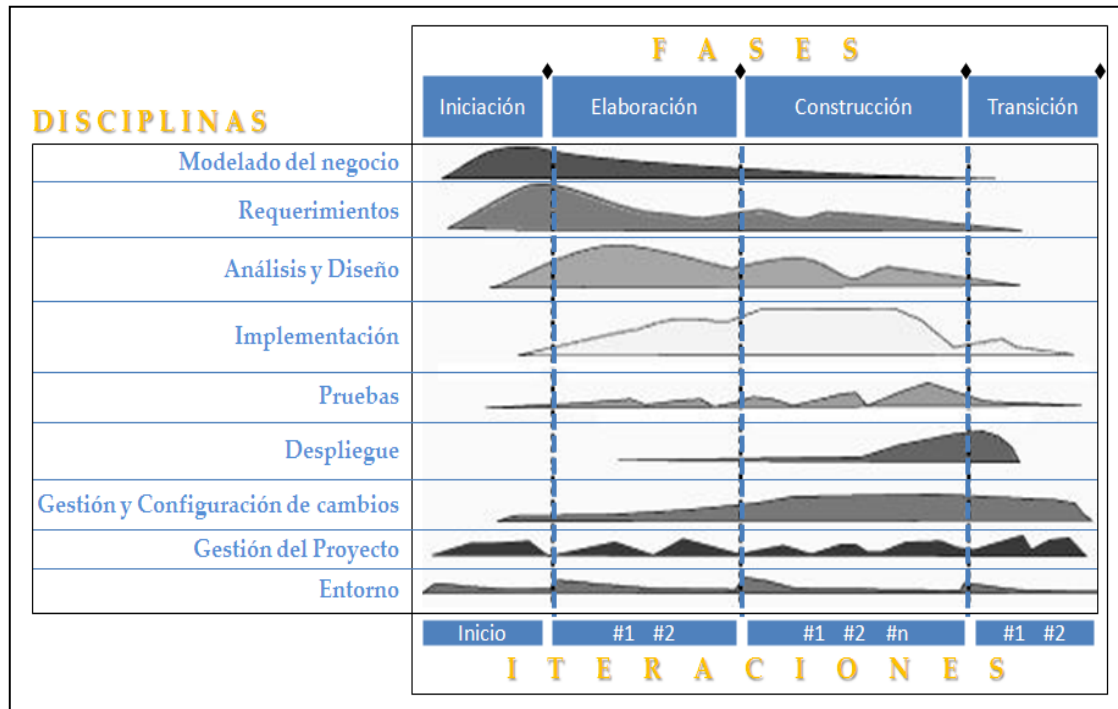 F A S E S
Iniciación Elaboración Construcción Transición
DISCIPLINAS
Modelado del negocio
Requerimientos
Análisis y Diseño
Implementación
Pruebas
Despliegue
Gestión y Configuración de cambios
Gestión del Proyecto
Entorno
Inicio #1 #2 #1 #2 #n #1 #2
I T E R A C I O N E S